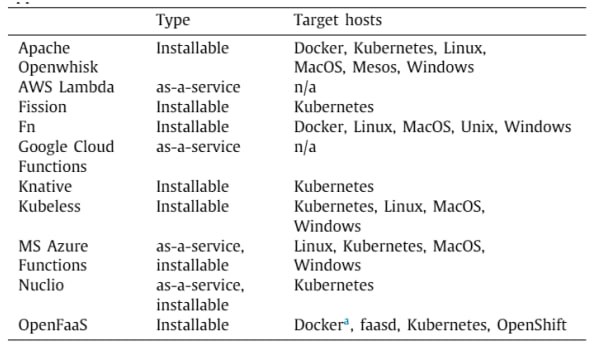 Type Target hosts
Apache Installable Docker, Kubernetes, Linux,
Openwhisk MacOS, Mesos, Windows
AWS Lambda as-a-service n/a
Fission Installable Kubernetes
Fn Installable Docker, Linux, MacOS, Unix, Windows
Google Cloud as-a-service n/a
Functions
Knative Installable Kubernetes
Kubeless Installable Kubernetes, Linux, MacOS,
Windows
MS Azure as-a-service, Linux, Kubernetes, MacOS,
Functions installable Windows
Nuclio as-a-service, Kubernetes
installable
OpenFaaS Installable Dockerᵃ, faasd, Kubernetes, OpenShift